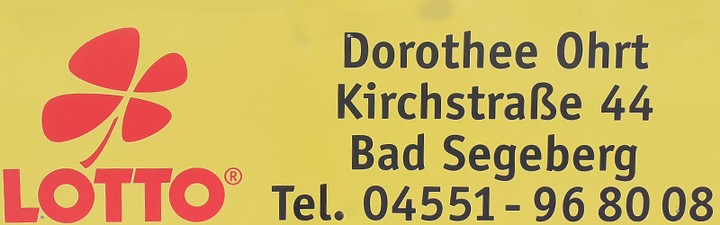 Dorothee Ohrt
Kirchstraße 44
Bad Segeberg
LOTTO®
Tel. 04551 - 96 80 08